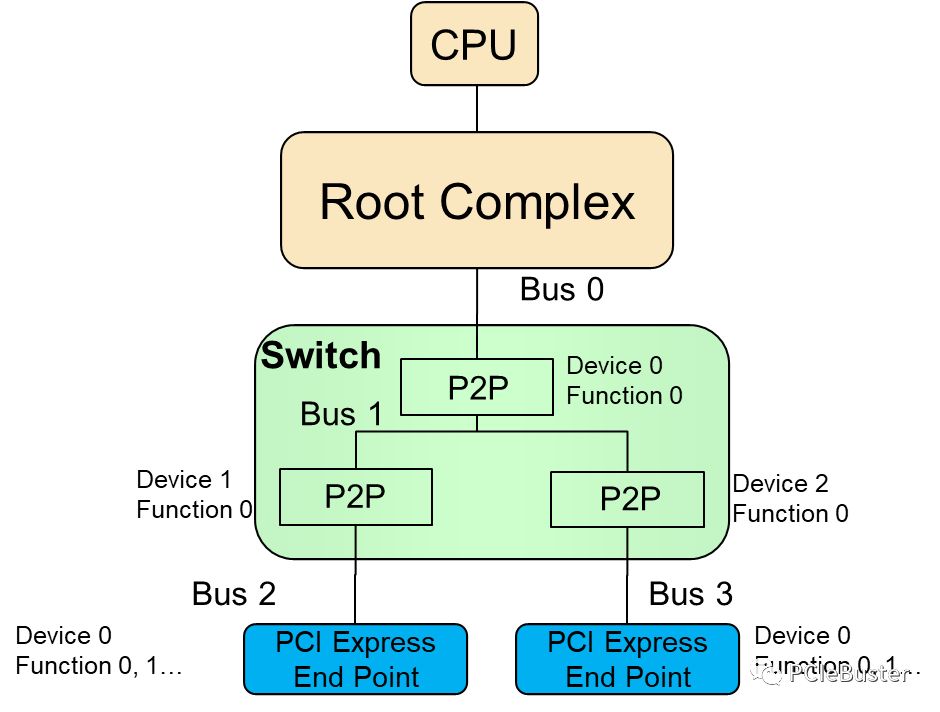 CPU
Root Complex
Bus 0
Switch
P2P
Device 0
Function 0
Bus 1
Device 1
Function 0
P2P
P2P
Device 2
Function 0
Bus 2
Bus 3
Device 0
Function 0, 1…
PCI Express
End Point
PCI Express
End Point
Device 0
Function 0, 1…
PCIeBuster